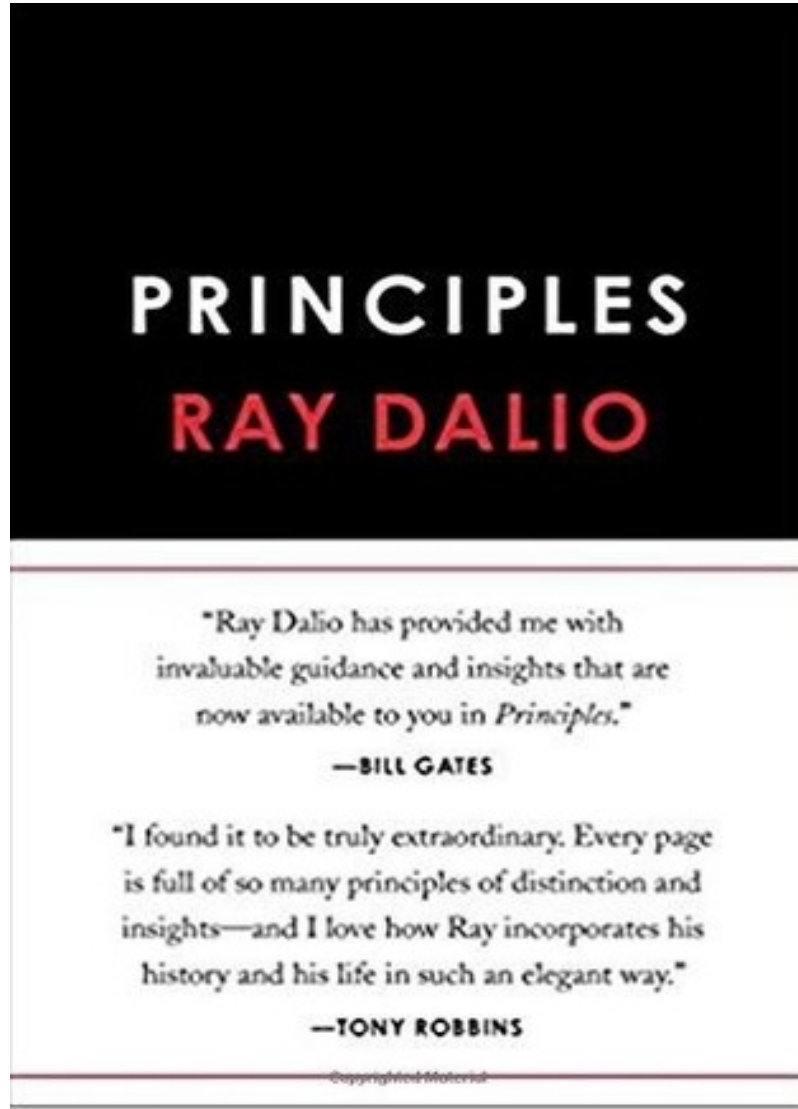 PRINCIPLES
RAY DALIO
"Ray Dalio has provided me with
invaluable guidance and insights that are
now available to you in Principles."
—BILL GATES
"I found it to be truly extraordinary. Every page
is full of so many principles of distinction and
insights—and I love how Ray incorporates his
history and his life in such an elegant way."
—TONY ROBBINS
Copyrighted Material